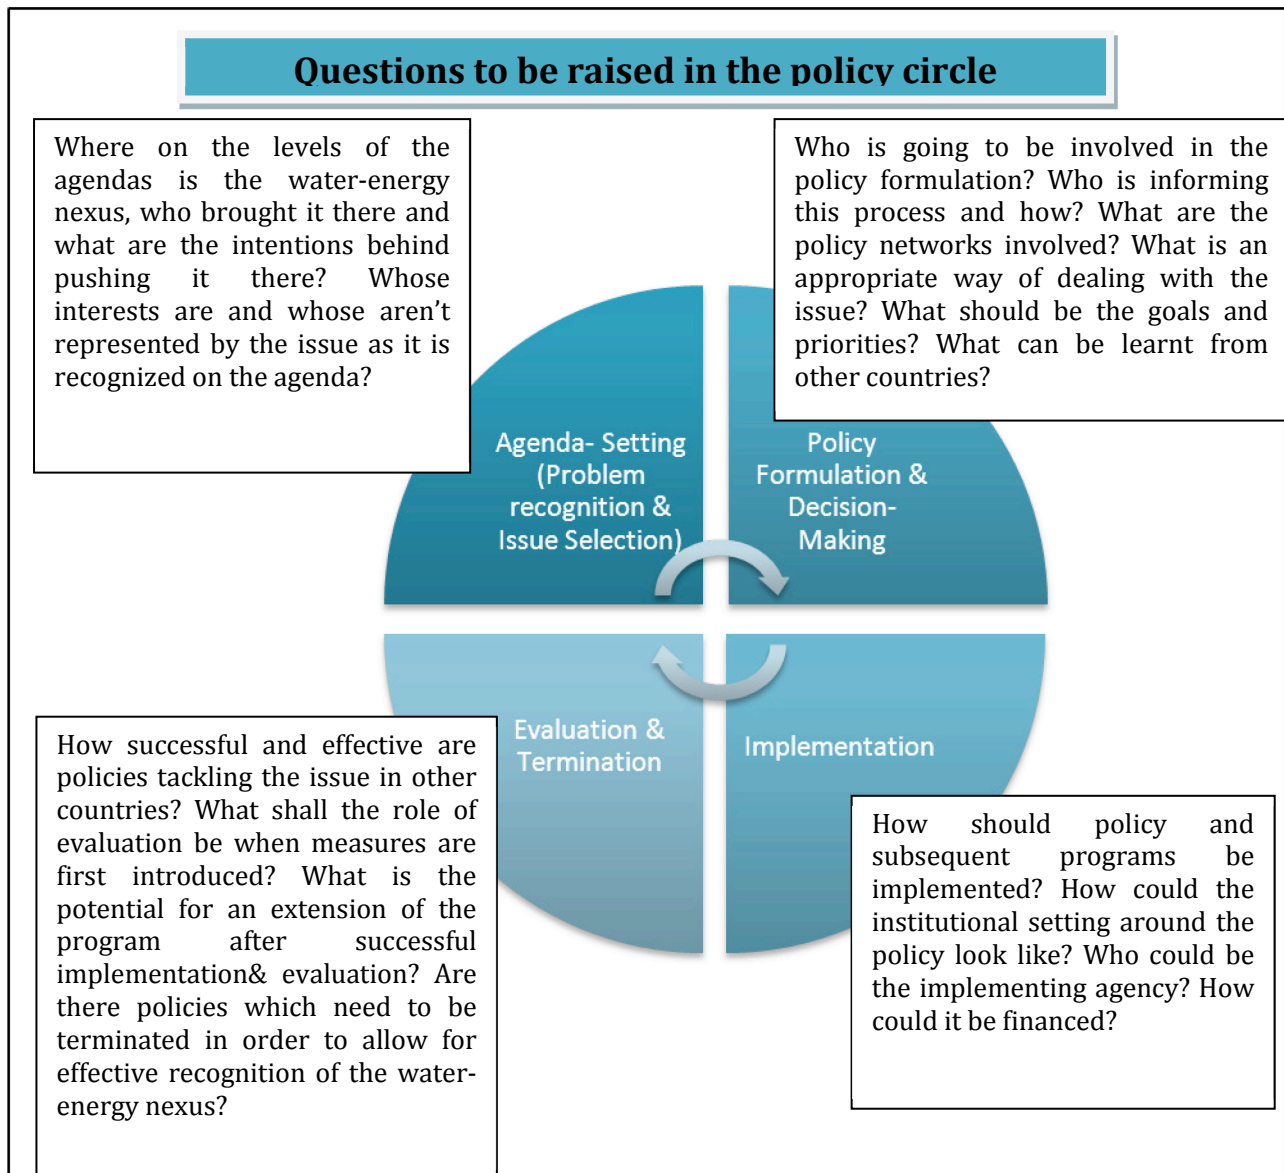 Questions to be raised in the policy circle
Where on the levels of the
agendas is the water-energy
nexus, who brought it there and
what are the intentions behind
pushing it there? Whose
interests are and whose aren’t
represented by the issue as it is
recognized on the agenda?
Who is going to be involved in the
policy formulation? Who is informing
this process and how? What are the
policy networks involved? What is an
appropriate way of dealing with the
issue? What should be the goals and
priorities? What can be learnt from
other countries?
Agenda- Setting
(Problem
recognition &
Issue Selection)
Policy
Formulation &
Decision-
Making
Evaluation &
Termination
Implementation
How successful and effective are
policies tackling the issue in other
countries? What shall the role of
evaluation be when measures are
first introduced? What is the
potential for an extension of the
program after successful
implementation& evaluation? Are
there policies which need to be
terminated in order to allow for
effective recognition of the water-
energy nexus?
How should policy and
subsequent programs be
implemented? How could the
institutional setting around the
policy look like? Who could be
the implementing agency? How
could it be financed?